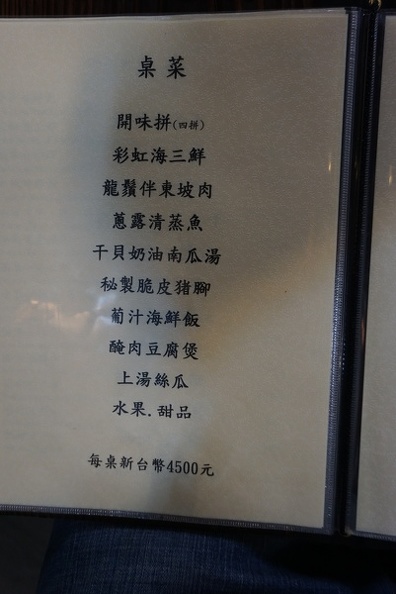 桌菜
開味拼(四拼)
彩虹海三鮮
龍鬚伴東坡肉
蔥露清蒸魚
干貝奶油南瓜湯
秘製脆皮猪腳
葡汁海鮮飯
醃肉豆腐煲
上湯絲瓜
水果.甜品
每桌新台幣4500元